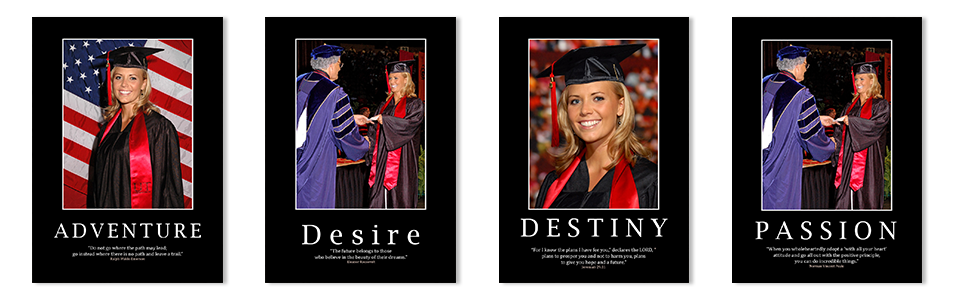 ADVENTURE
"Do not go where the path may lead;
go instead where there is no path and leave a trail."
Ralph Waldo Emerson
Desire
"The future belongs to those
who believe in the beauty of their dreams."
Eleanor Roosevelt
DESTINY
"For I know the plans I have for you," declares the LORD, "
plans to prosper you and not to harm you, plans
to give you hope and a future."
Jeremiah 29:11
PASSION
"When you wholeheartedly adopt a 'with all your heart'
attitude and go all out with the positive principle,
you can do incredible things."
Norman Vincent Peale